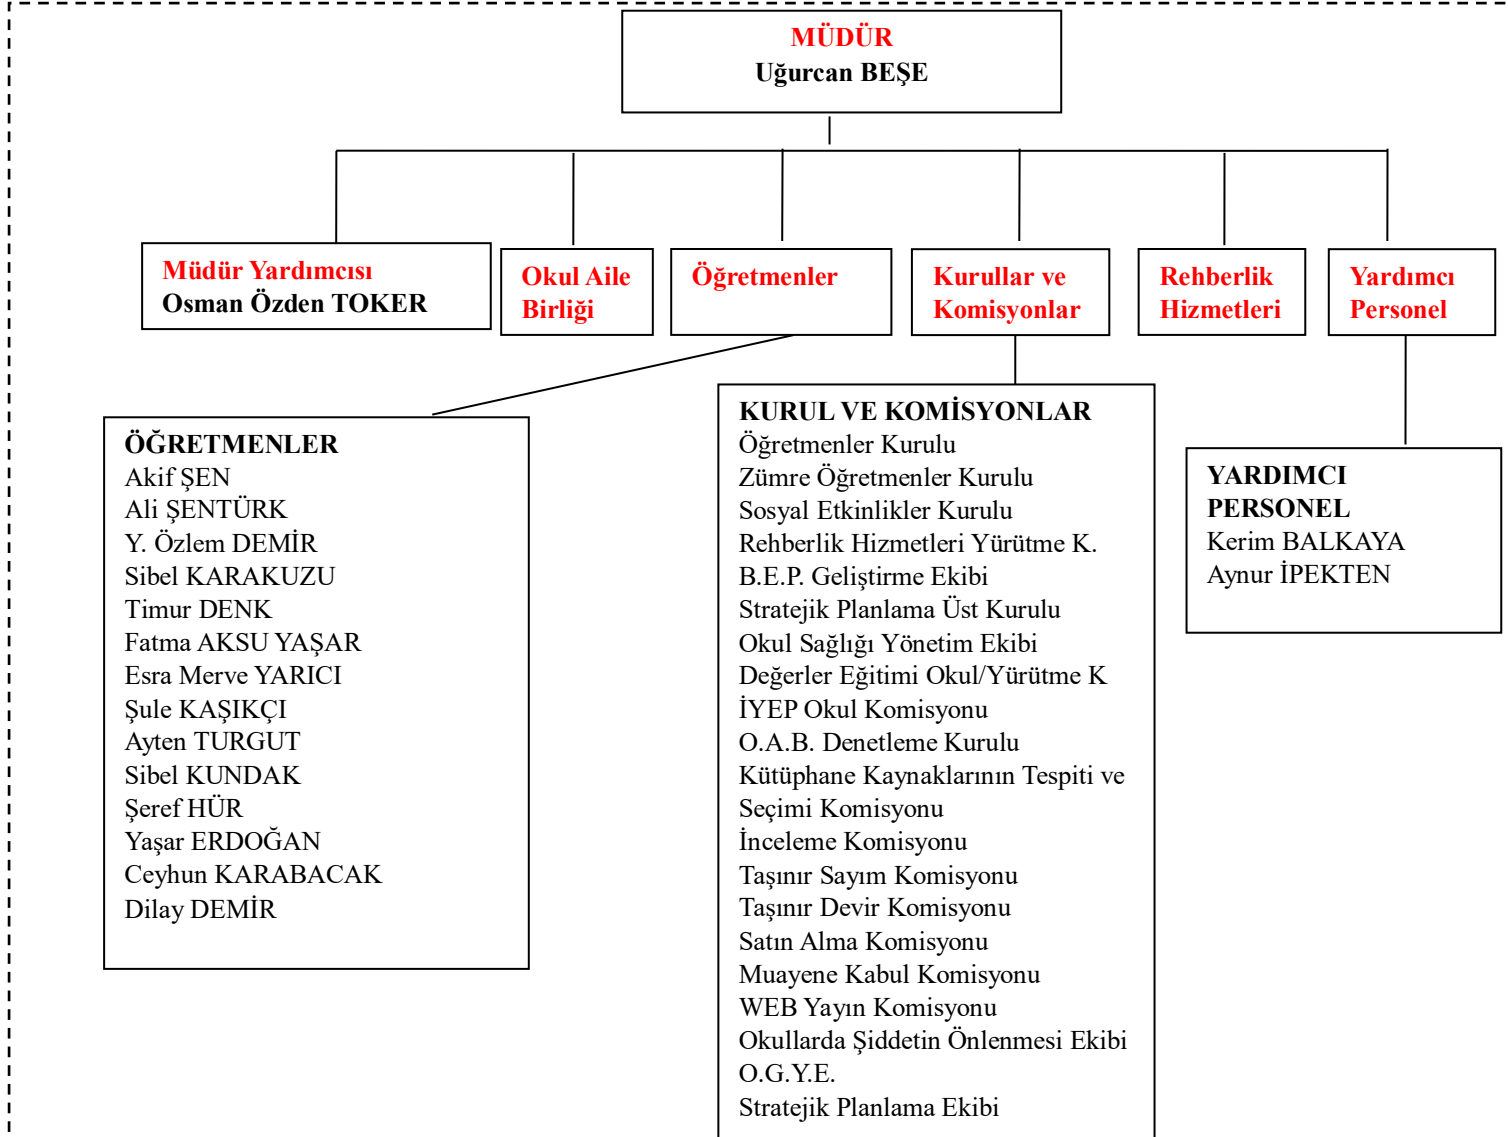 MÜDÜR
Uğurcan BEŞE
Müdür Yardımcısı
Osman Özden TOKER
Okul Aile
Birliği
Öğretmenler
Kurullar ve
Komisyonlar
Rehberlik
Hizmetleri
Yardımcı
Personel
ÖĞRETMENLER
Akif ŞEN
Ali ŞENTÜRK
Y. Özlem DEMİR
Sibel KARAKUZU
Timur DENK
Fatma AKSU YAŞAR
Esra Merve YARICI
Şule KAŞIKÇI
Ayten TURGUT
Sibel KUNDAK
Şeref HÜR
Yaşar ERDOĞAN
Ceyhun KARABACAK
Dilay DEMİR
KURUL VE KOMİSYONLAR
Öğretmenler Kurulu
Zümre Öğretmenler Kurulu
Sosyal Etkinlikler Kurulu
Rehberlik Hizmetleri Yürütme K.
B.E.P. Geliştirme Ekibi
Stratejik Planlama Üst Kurulu
Okul Sağlığı Yönetim Ekibi
Değerler Eğitimi Okul/Yürütme K
İYEP Okul Komisyonu
O.A.B. Denetleme Kurulu
Kütüphane Kaynaklarının Tespiti ve
Seçimi Komisyonu
İnceleme Komisyonu
Taşınır Sayım Komisyonu
Taşınır Devir Komisyonu
Satın Alma Komisyonu
Muayene Kabul Komisyonu
WEB Yayın Komisyonu
Okullarda Şiddetin Önlenmesi Ekibi
O.G.Y.E.
Stratejik Planlama Ekibi
YARDIMCI
PERSONEL
Kerim BALKAYA
Aynur İPEKTEN